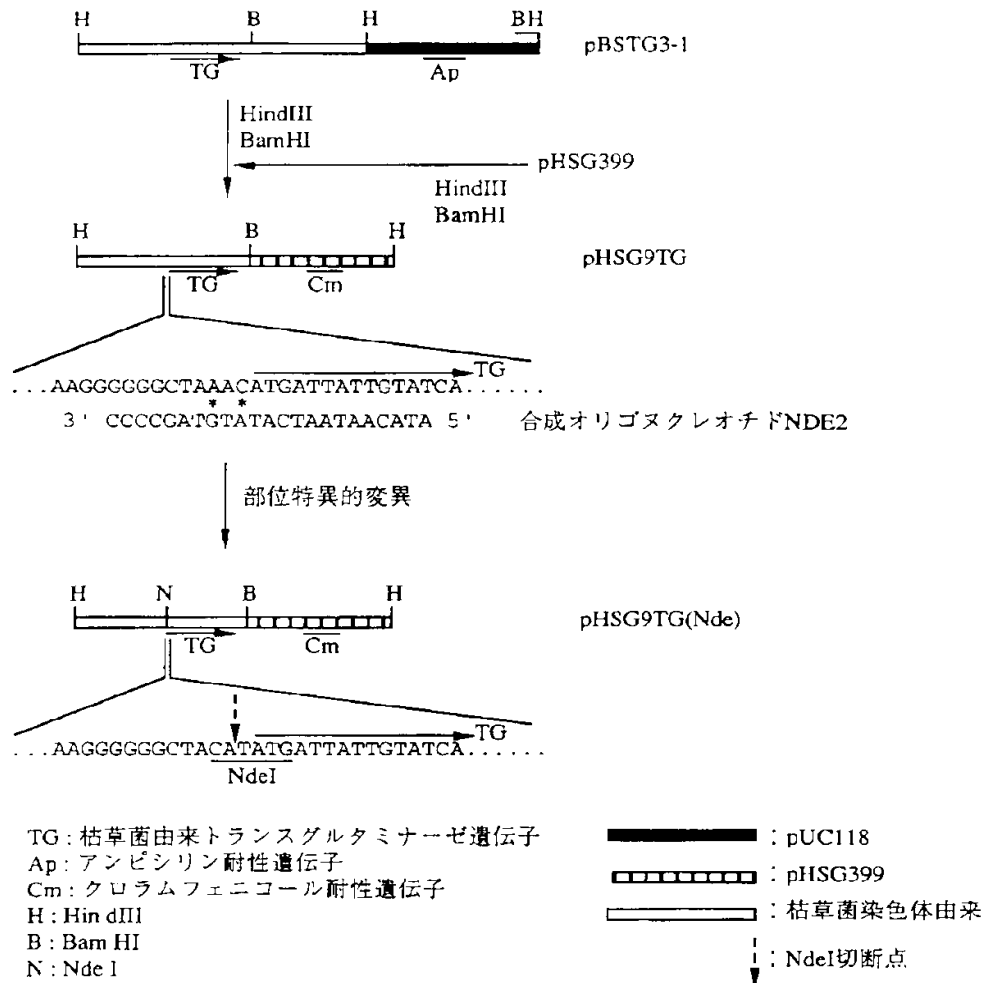 H B H BH
pBSTG3-1
TG Ap
HindIII
BamHI
pHSG399
HindIII
BamHI
H B H
pHSG9TG
TG Cm
TG
...AAGGGGGGCTAAACATGATTATTGTATCA...
* *
3' CCCCGATGTATACTAATAACATA 5' 合成オリゴヌクレオチドNDE2
部位特異的変異
H N B H
pHSG9TG(Nde)
TG Cm
TG
...AAGGGGGGCTACATATGATTATTGTATCA...
NdeI
TG : 枯草菌由来トランスグルタミナーゼ遺伝子
Ap : アンピシリン耐性遺伝子
Cm : クロラムフェニコール耐性遺伝子
H : Hin dIII
B : Bam HI
N : Nde I
: pUC118
: pHSG399
: 枯草菌染色体由来
: NdeI切断点